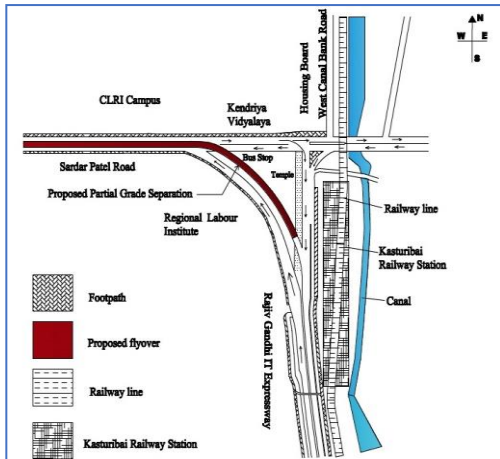 N
W E
S
Housing Board
West Canal Bank Road
CLRI Campus
Kendriya
Vidyalaya
Bus Stop
Sardar Patel Road
Temple
Proposed Partial Grade Separation
Regional Labour
Institute
Railway line
Kasturibai
Railway Station
Canal
Rajiv Gandhi IT Expressway
Footpath
Proposed flyover
Railway line
Kasturibai Railway Station